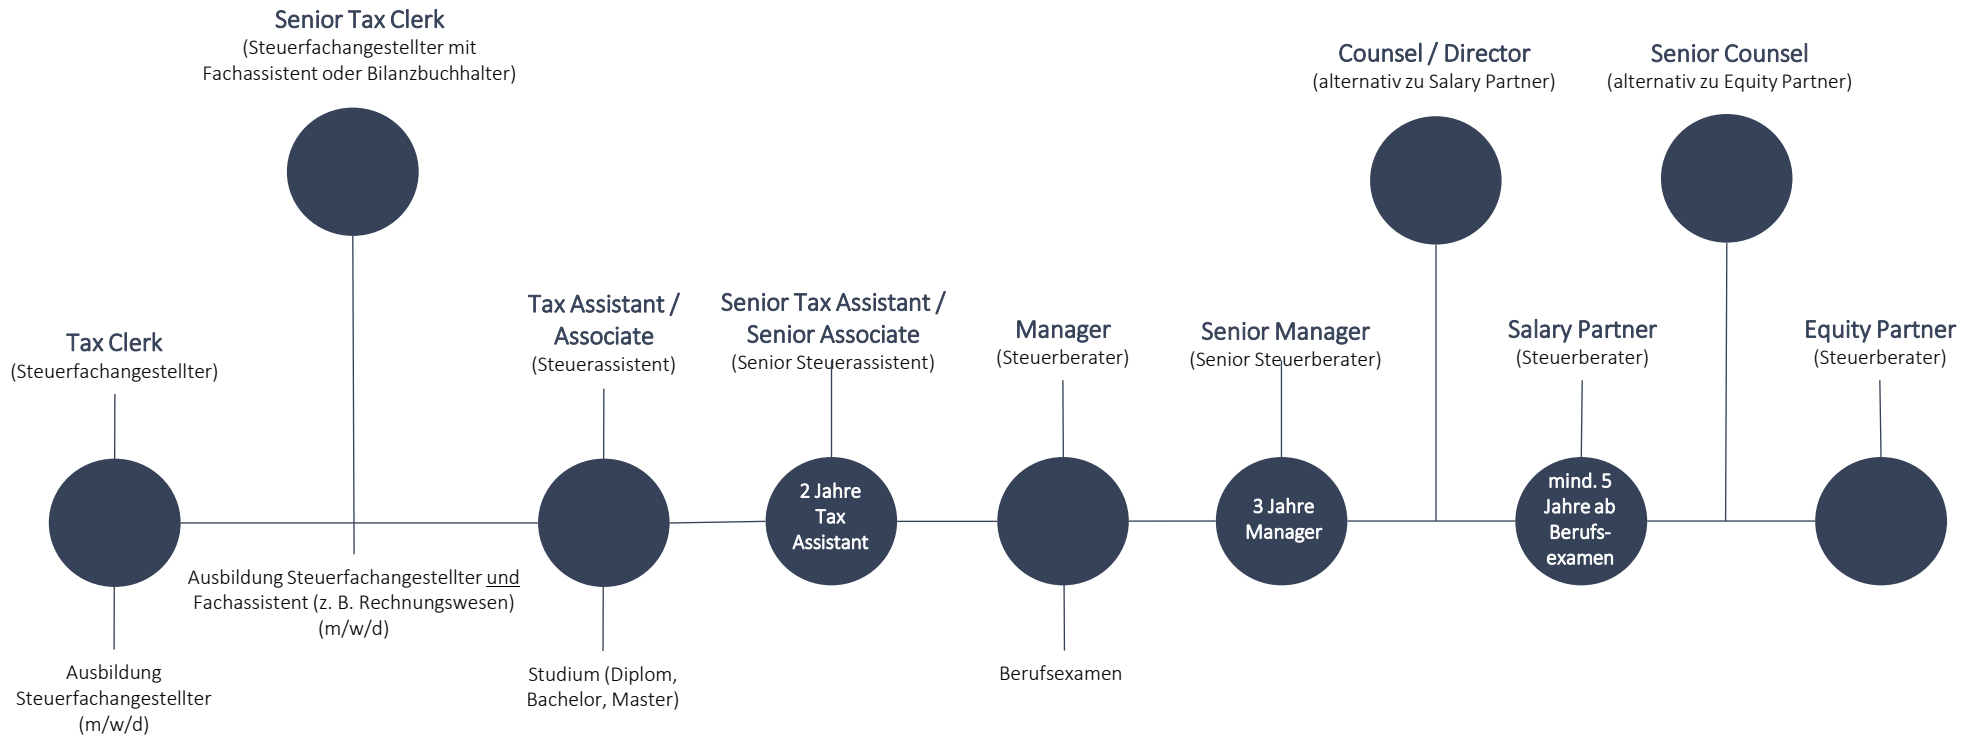 Senior Tax Clerk
(Steuerfachangestellter mit
Fachassistent oder Bilanzbuchhalter)
Counsel / Director
(alternativ zu Salary Partner)
Senior Counsel
(alternativ zu Equity Partner)
Tax Clerk
(Steuerfachangestellter)
Tax Assistant /
Associate
(Steuerassistent)
Senior Tax Assistant /
Senior Associate
(Senior Steuerassistent)
Manager
(Steuerberater)
Senior Manager
(Senior Steuerberater)
Salary Partner
(Steuerberater)
Equity Partner
(Steuerberater)
2 Jahre
Tax
Assistant
3 Jahre
Manager
mind. 5
Jahre ab
Berufs-
examen
Ausbildung Steuerfachangestellter und
Fachassistent (z. B. Rechnungswesen)
(m/w/d)
Ausbildung
Steuerfachangestellter
(m/w/d)
Studium (Diplom,
Bachelor, Master)
Berufsexamen